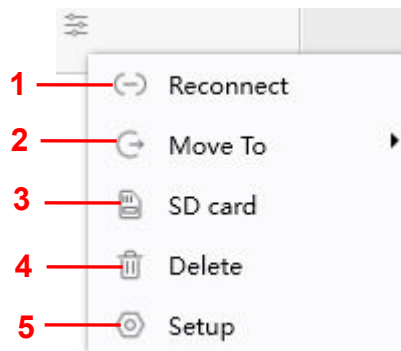 1 Reconnect
2 Move To
3 SD card
4 Delete
5 Setup